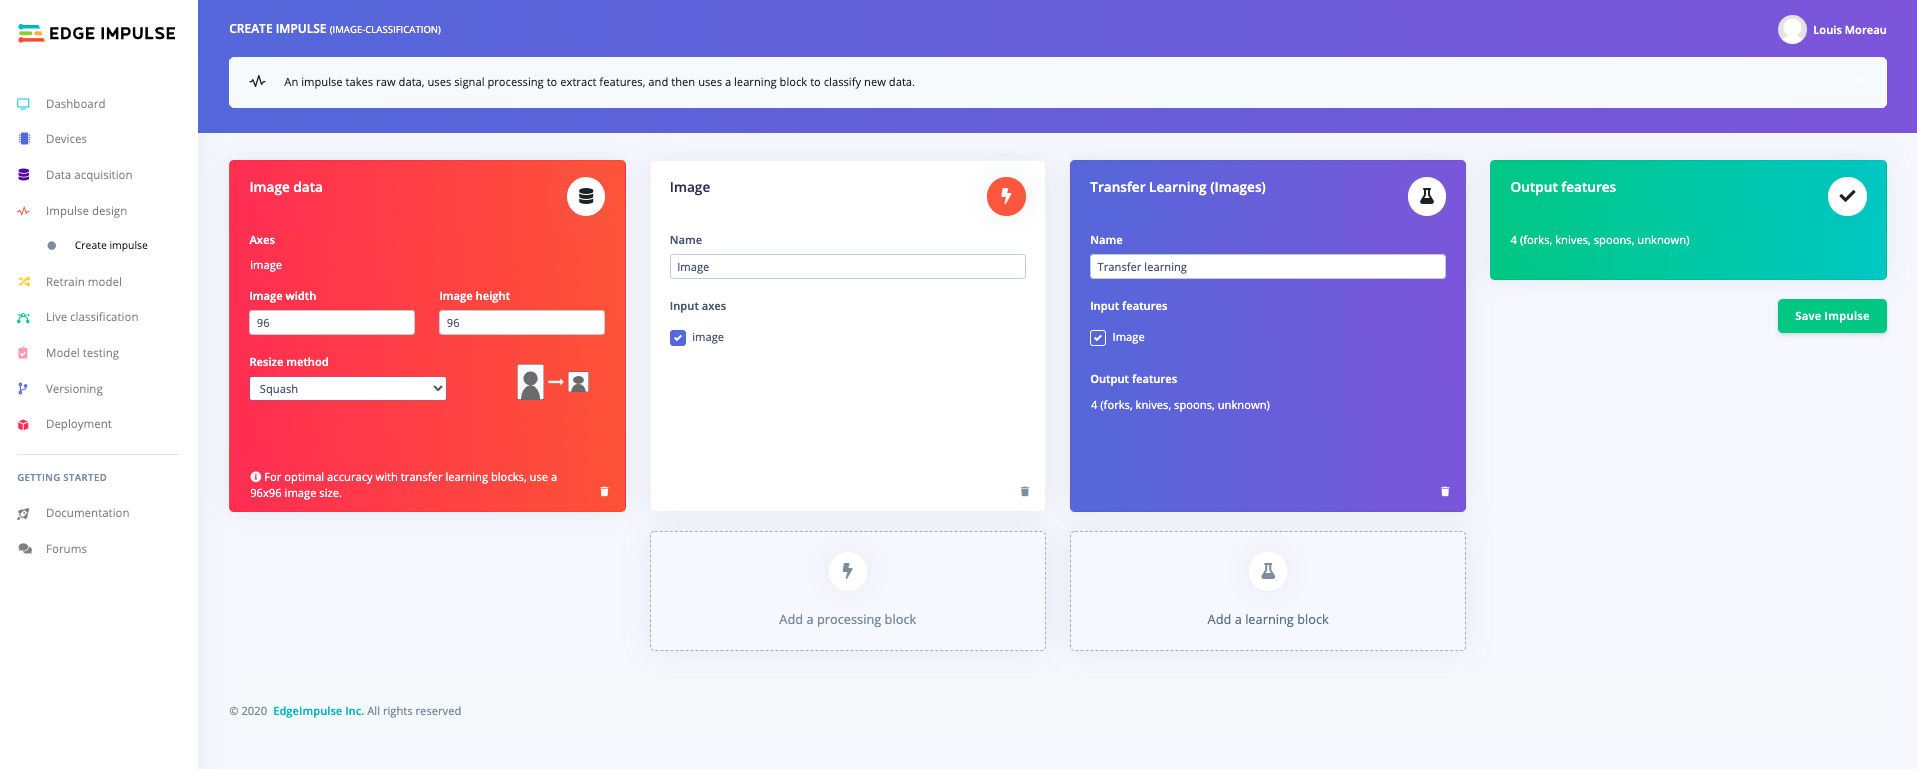 EDGE IMPULSE
Dashboard
Devices
Data acquisition
Impulse design
Create impulse
Retrain model
Live classification
Model testing
Versioning
Deployment
GETTING STARTED
Documentation
Forums
CREATE IMPULSE (IMAGE-CLASSIFICATION)
Louis Moreau
An impulse takes raw data, uses signal processing to extract features, and then uses a learning block to classify new data.
Image data
Axes
image
Image width
Image height
96
96
Resize method
Squash
For optimal accuracy with transfer learning blocks, use a
96x96 image size.
Image
Name
Image
Input axes
image
Add a processing block
Transfer Learning (Images)
Name
Transfer learning
Input features
Image
Output features
4 (forks, knives, spoons, unknown)
Add a learning block
Output features
4 (forks, knives, spoons, unknown)
Save Impulse
© 2020 EdgeImpulse Inc. All rights reserved